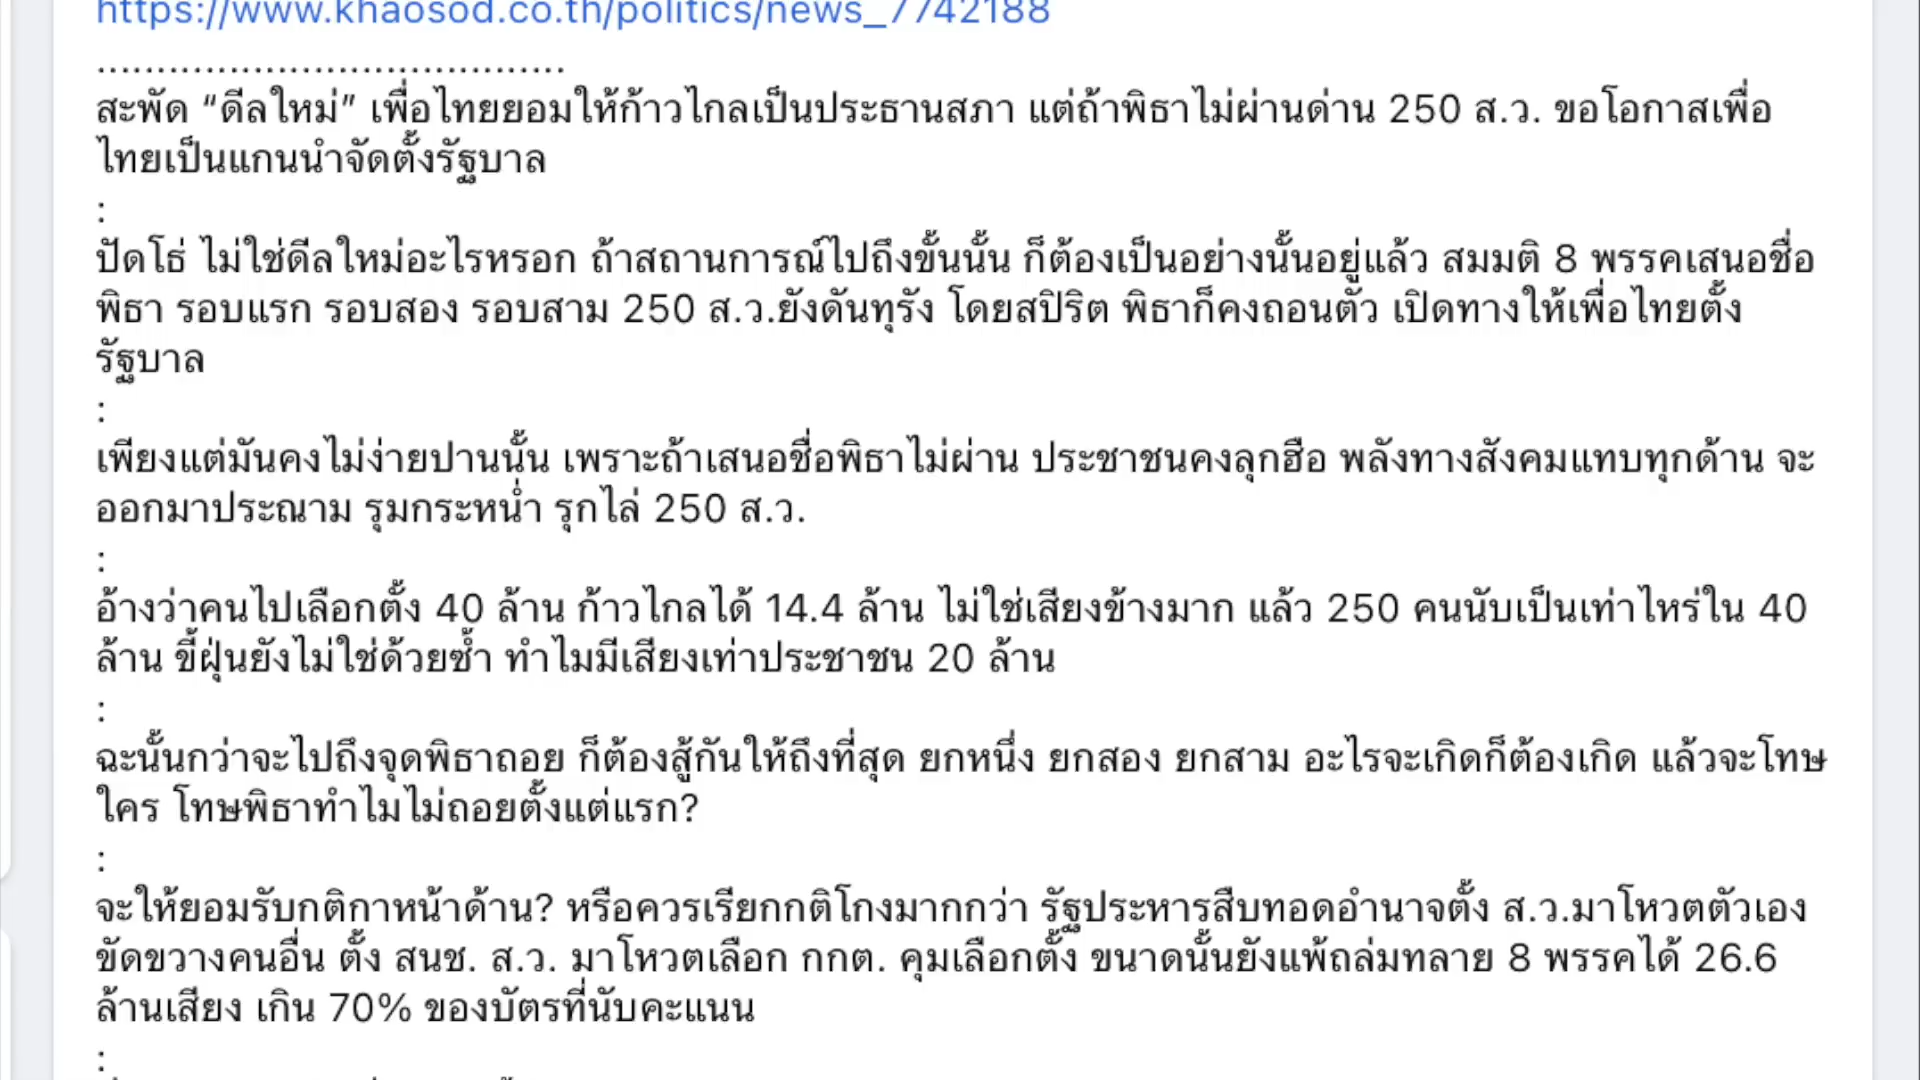 https://www.khaosod.co.th/politics/news_7742188
.......................................
สะพัด “ดีลใหม่” เพื่อไทยยอมให้ก้าวไกลเป็นประธานสภา แต่ถ้าพิธาไม่ผ่านด่าน 250 ส.ว. ขอโอกาสเพื่อ
ไทยเป็นแกนนำจัดตั้งรัฐบาล
:
ปัดโธ่ ไม่ใช่ดีลใหม่อะไรหรอก ถ้าสถานการณ์ไปถึงขั้นนั้น ก็ต้องเป็นอย่างนั้นอยู่แล้ว สมมติ 8 พรรคเสนอชื่อ
พิธา รอบแรก รอบสอง รอบสาม 250 ส.ว.ยังดันทุรัง โดยสปิริต พิธาก็คงถอนตัว เปิดทางให้เพื่อไทยตั้ง
รัฐบาล
:
เพียงแต่มันคงไม่ง่ายปานนั้น เพราะถ้าเสนอชื่อพิธาไม่ผ่าน ประชาชนคงลุกฮือ พลังทางสังคมแทบทุกด้าน จะ
ออกมาประณาม รุมกระหน่ำ รุกไล่ 250 ส.ว.
:
อ้างว่าคนไปเลือกตั้ง 40 ล้าน ก้าวไกลได้ 14.4 ล้าน ไม่ใช่เสียงข้างมาก แล้ว 250 คนนับเป็นเท่าไหร่ใน 40
ล้าน ขี้ฝุ่นยังไม่ใช่ด้วยซ้ำ ทำไมมีเสียงเท่าประชาชน 20 ล้าน
:
ฉะนั้นกว่าจะไปถึงจุดพิธาถอย ก็ต้องสู้กันให้ถึงที่สุด ยกหนึ่ง ยกสอง ยกสาม อะไรจะเกิดก็ต้องเกิด แล้วจะโทษ
ใคร โทษพิธาทำไมไม่ถอยตั้งแต่แรก?
:
จะให้ยอมรับกติกาหน้าด้าน? หรือควรเรียกกติโกงมากกว่า รัฐประหารสืบทอดอำนาจตั้ง ส.ว.มาโหวตตัวเอง
ขัดขวางคนอื่น ตั้ง สนช. ส.ว. มาโหวตเลือก กกต. คุมเลือกตั้ง ขนาดนั้นยังแพ้ถล่มทลาย 8 พรรคได้ 26.6
ล้านเสียง เกิน 70% ของบัตรที่นับคะแนน
: